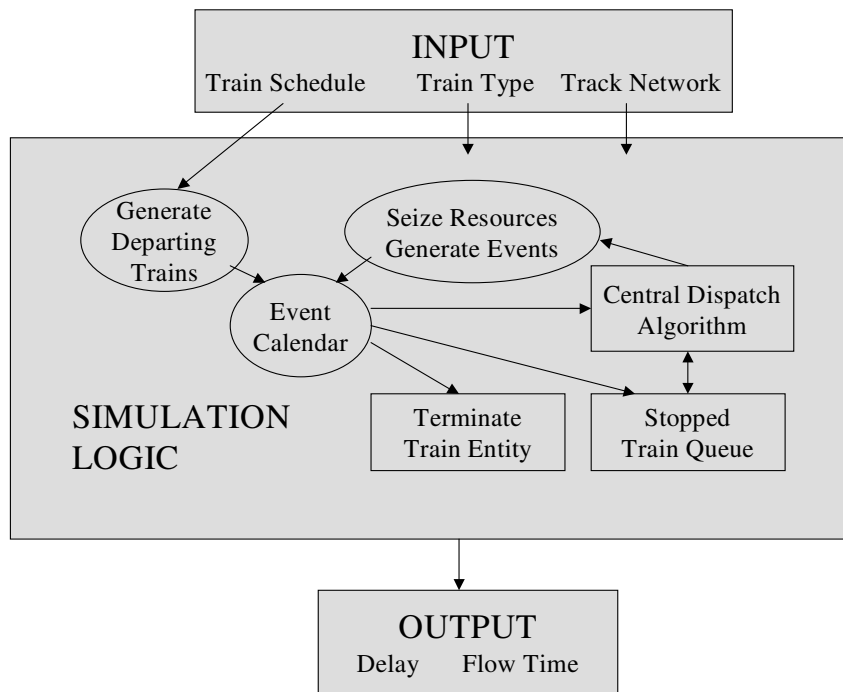 INPUT
Train Schedule Train Type Track Network
Generate
Departing
Trains
Seize Resources
Generate Events
Event
Calendar
Central Dispatch
Algorithm
SIMULATION
LOGIC
Terminate
Train Entity
Stopped
Train Queue
OUTPUT
Delay Flow Time